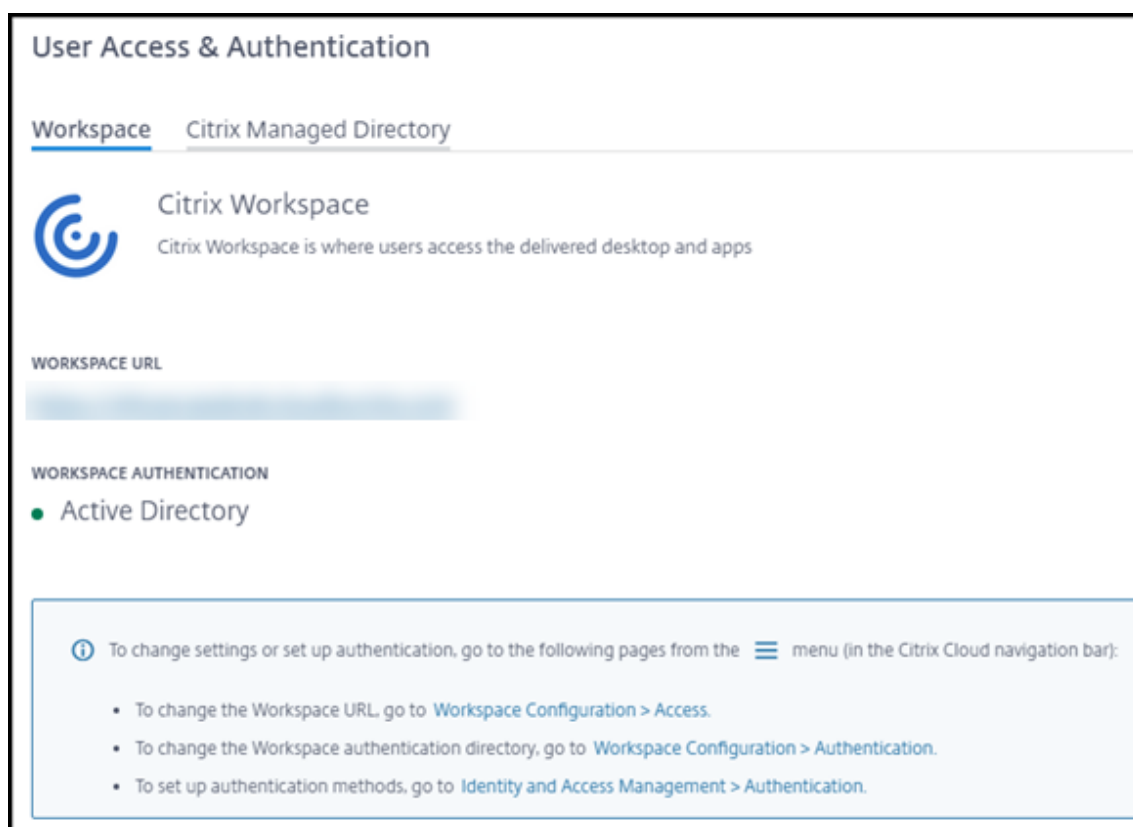 User Access & Authentication
Workspace Citrix Managed Directory
Citrix Workspace
Citrix Workspace is where users access the delivered desktop and apps
WORKSPACE URL
WORKSPACE AUTHENTICATION
Active Directory
To change settings or set up authentication, go to the following pages from the menu (in the Citrix Cloud navigation bar):
• To change the Workspace URL, go to Workspace Configuration > Access.
• To change the Workspace authentication directory, go to Workspace Configuration > Authentication.
• To set up authentication methods, go to Identity and Access Management > Authentication.